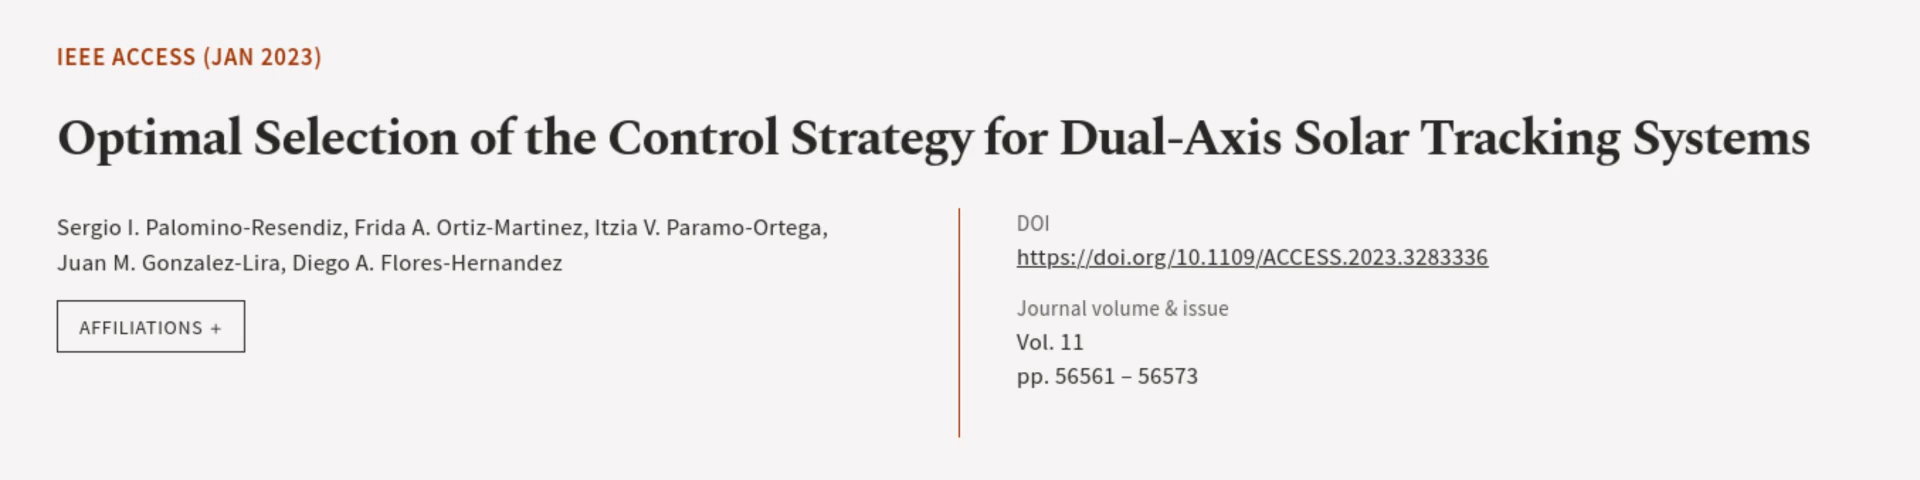 IEEE ACCESS (JAN 2023)
Optimal Selection of the Control Strategy for Dual-Axis Solar Tracking Systems
Sergio I. Palomino-Resendiz, Frida A. Ortiz-Martinez, Itzia V. Paramo-Ortega,
Juan M. Gonzalez-Lira, Diego A. Flores-Hernandez
AFFILIATIONS +
DOI
https://doi.org/10.1109/ACCESS.2023.3283336
Journal volume & issue
Vol. 11
pp. 56561 – 56573